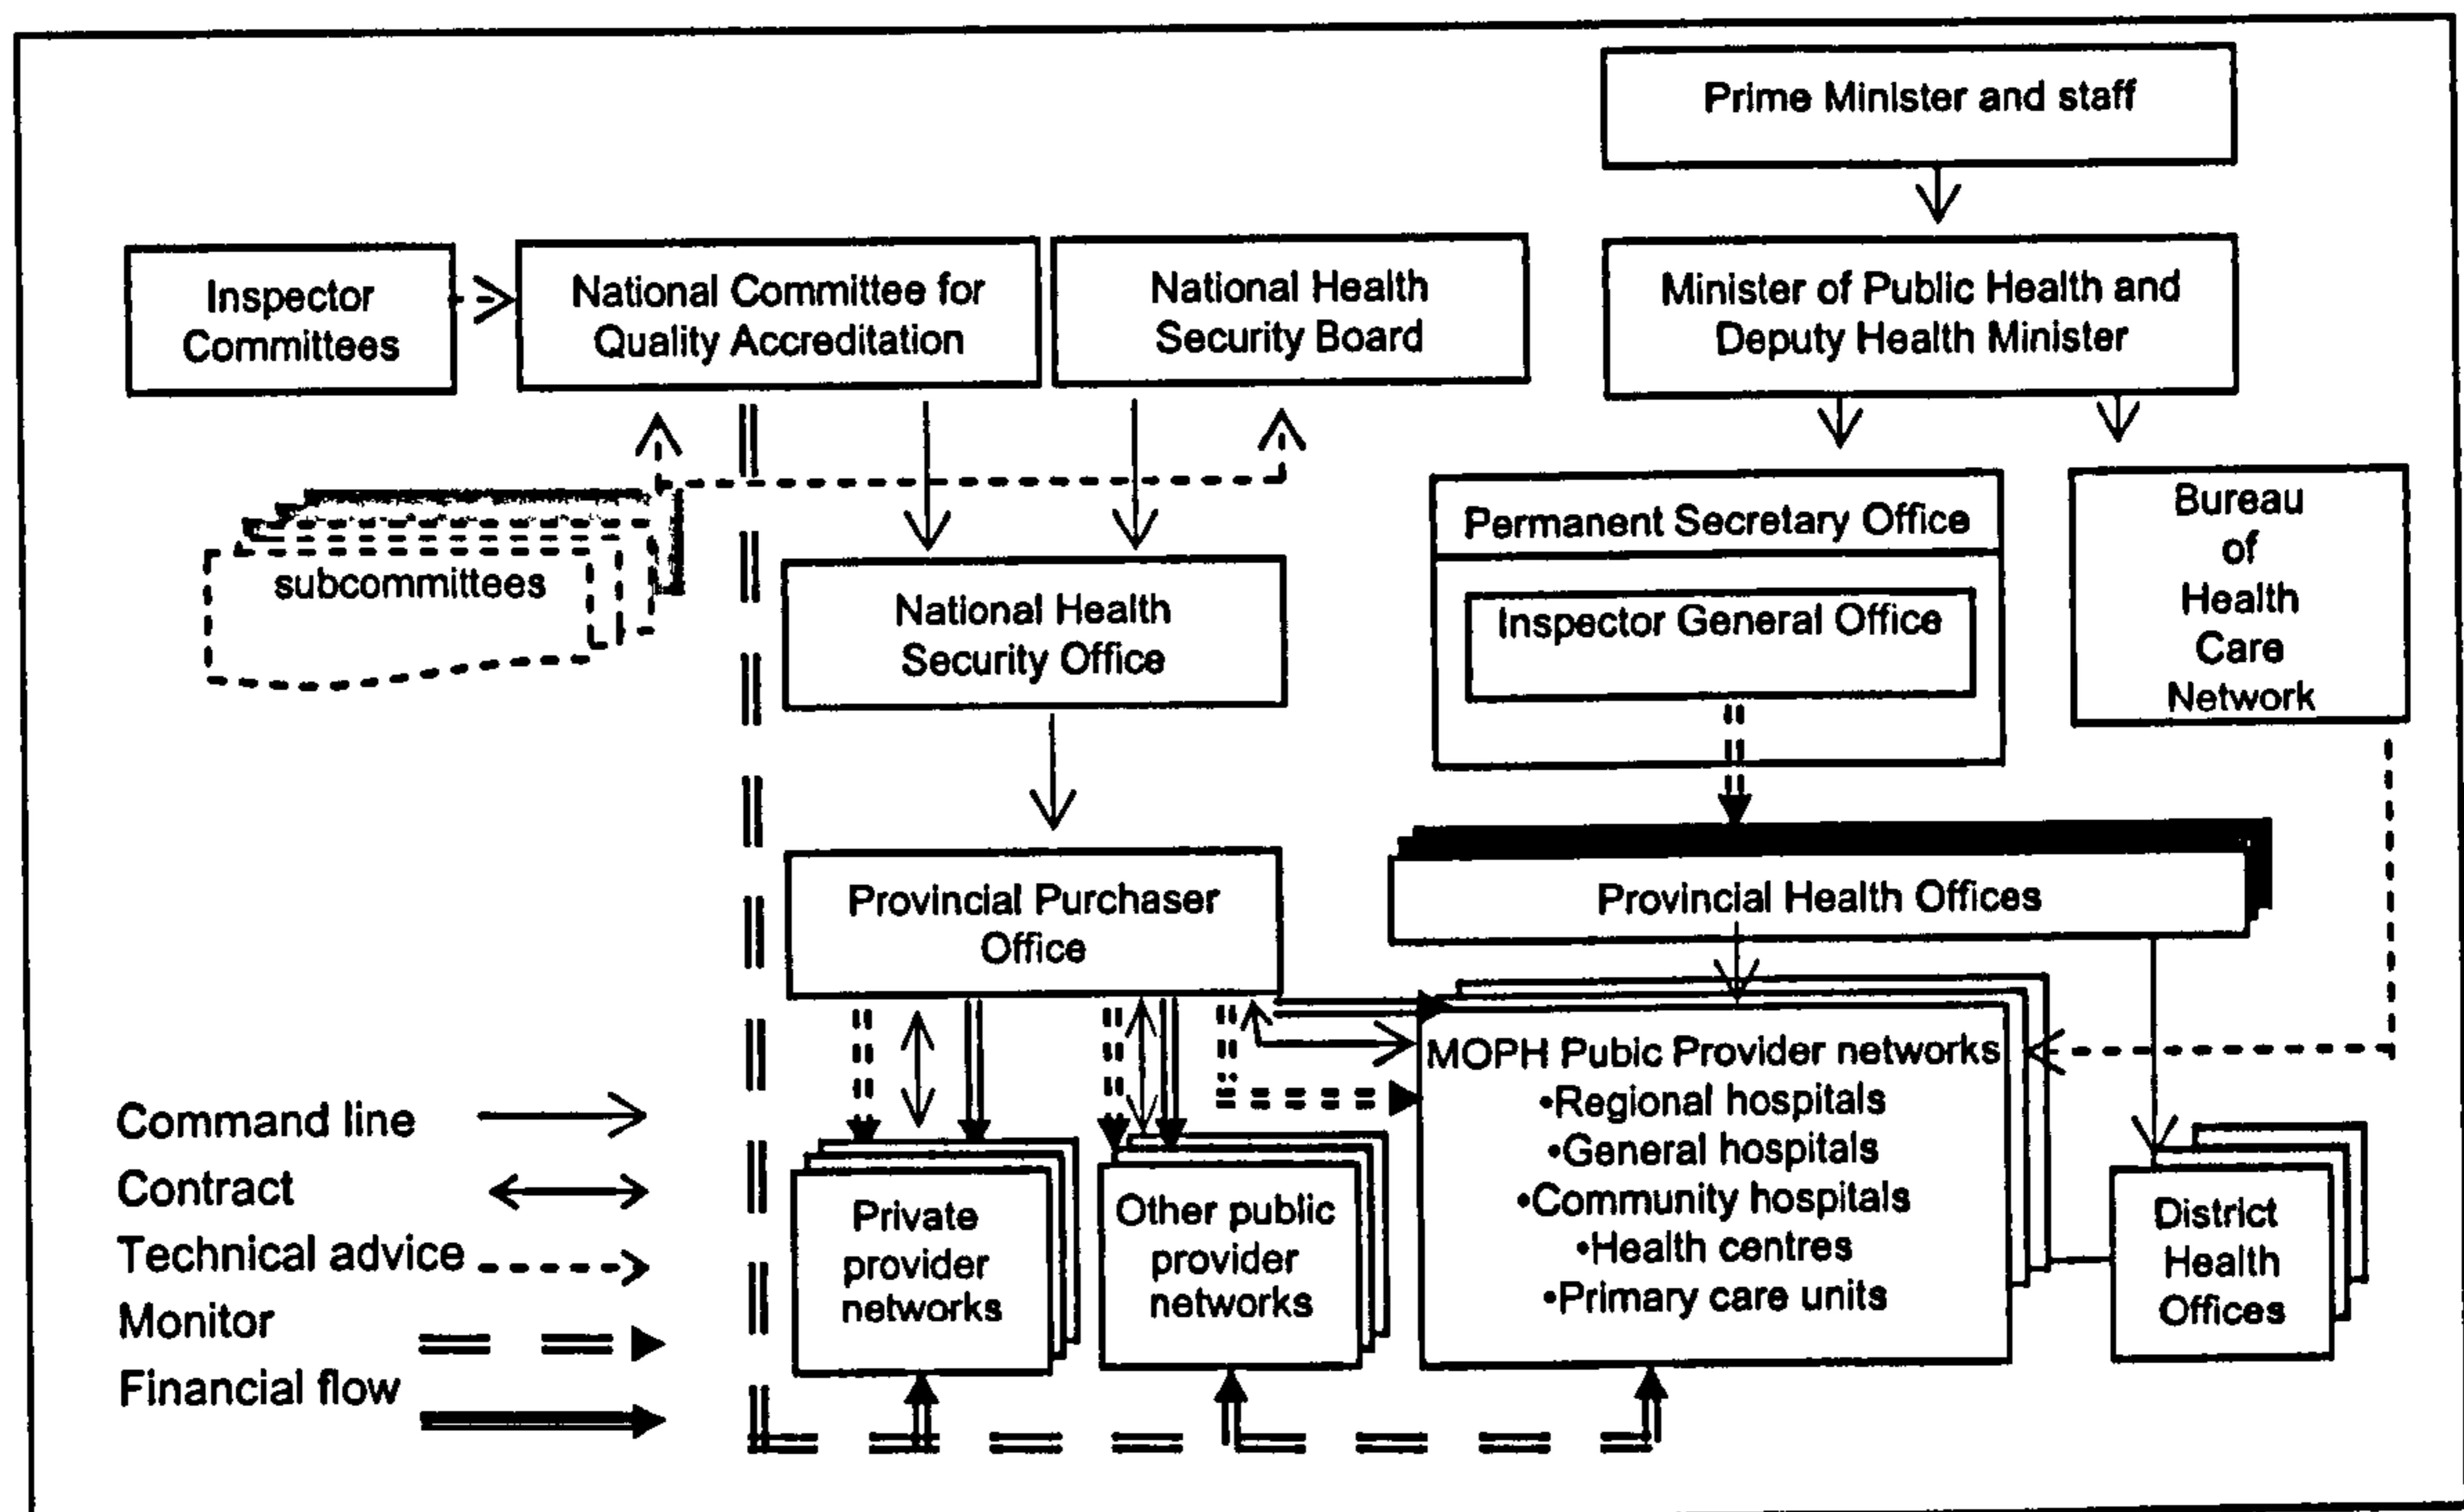 Prime Minister and staff
Inspector
Committees
National Committee for
Quality Accreditation
National Health
Security Board
Minister of Public Health and
Deputy Health Minister
subcommittees
National Health
Security Office
Permanent Secretary Office
Inspector General Office
Bureau
of
Health
Care
Network
Provincial Purchaser
Office
Provincial Health Offices
Command line
Contract
Technical advice
Monitor
Financial flow
Private
provider
networks
Other public
provider
networks
MOPH Pubic Provider networks
•Regional hospitals
•General hospitals
•Community hospitals
•Health centres
•Primary care units
District
Health
Offices